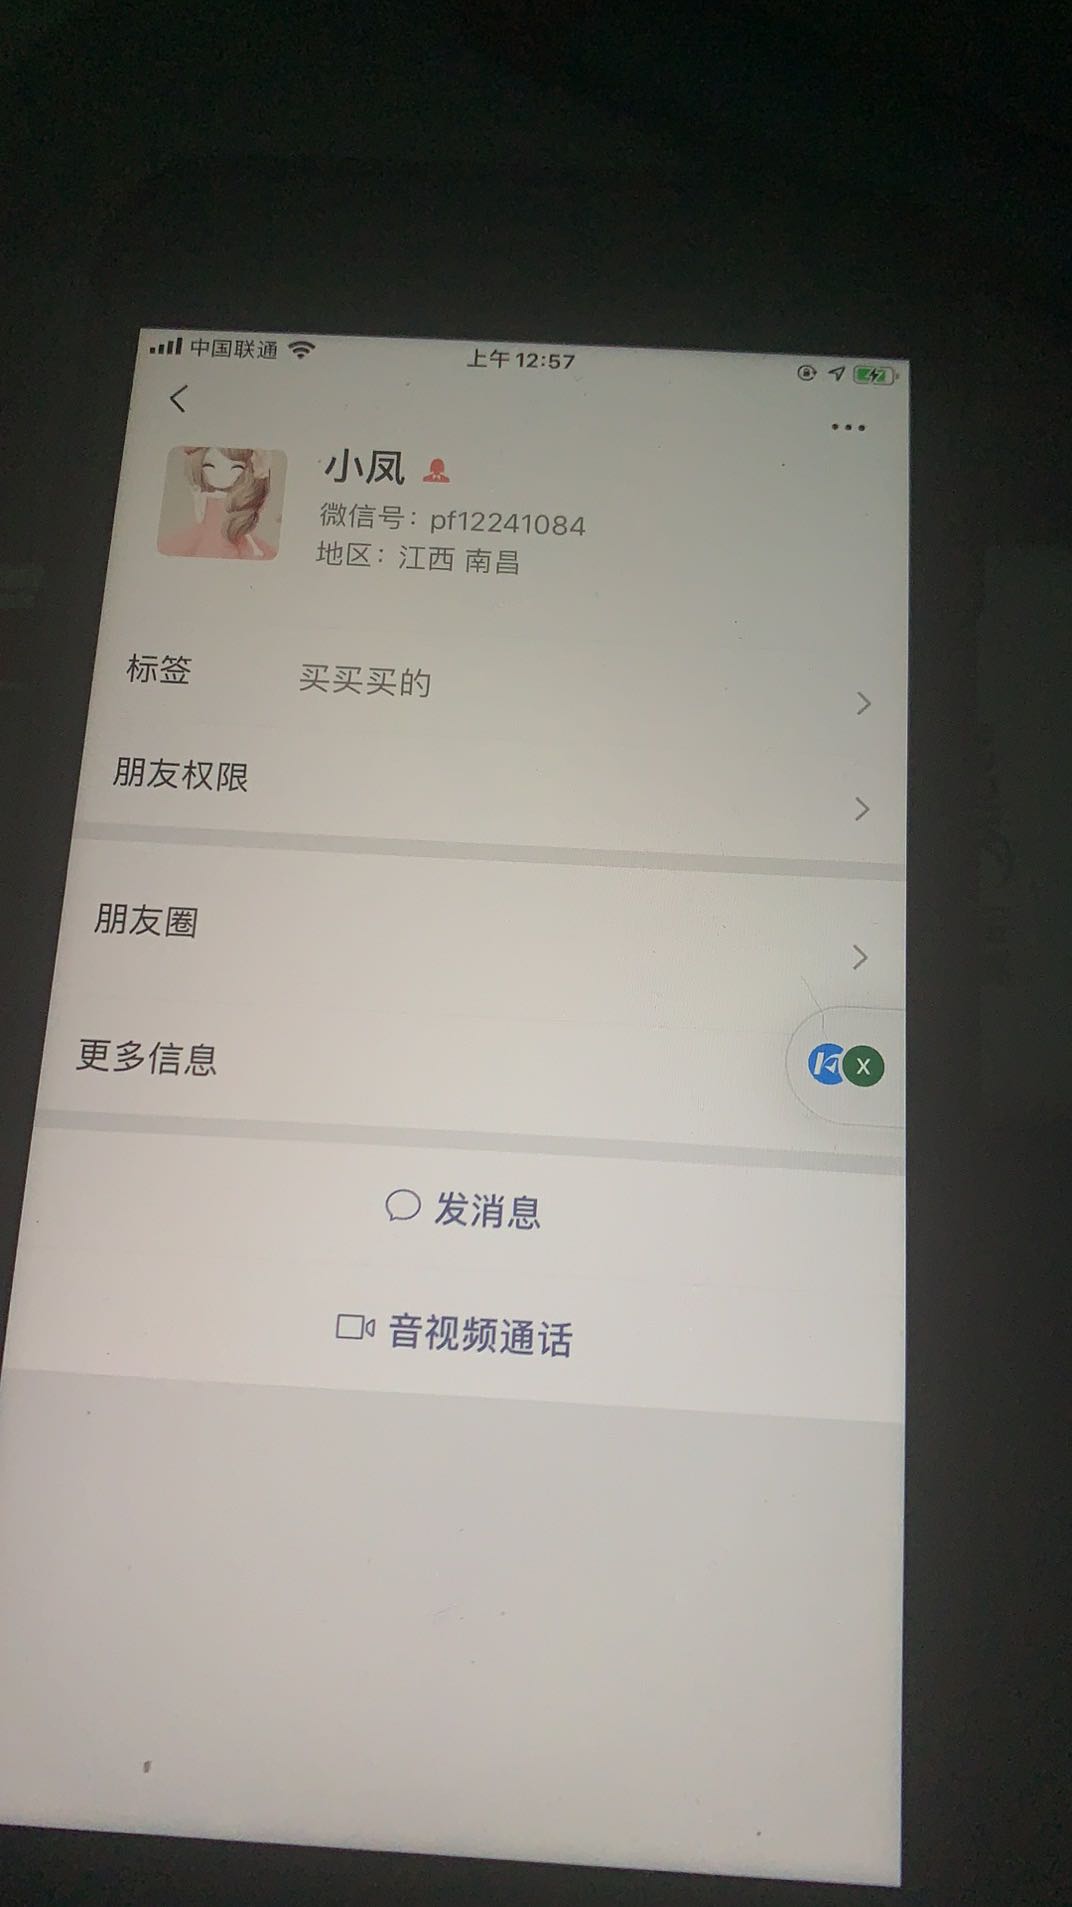 中国联通
上午12:57
小凤
微信号：pf12241084
地区：江西 南昌
标签 买买买的
朋友权限
朋友圈
更多信息
X
发消息
音视频通话